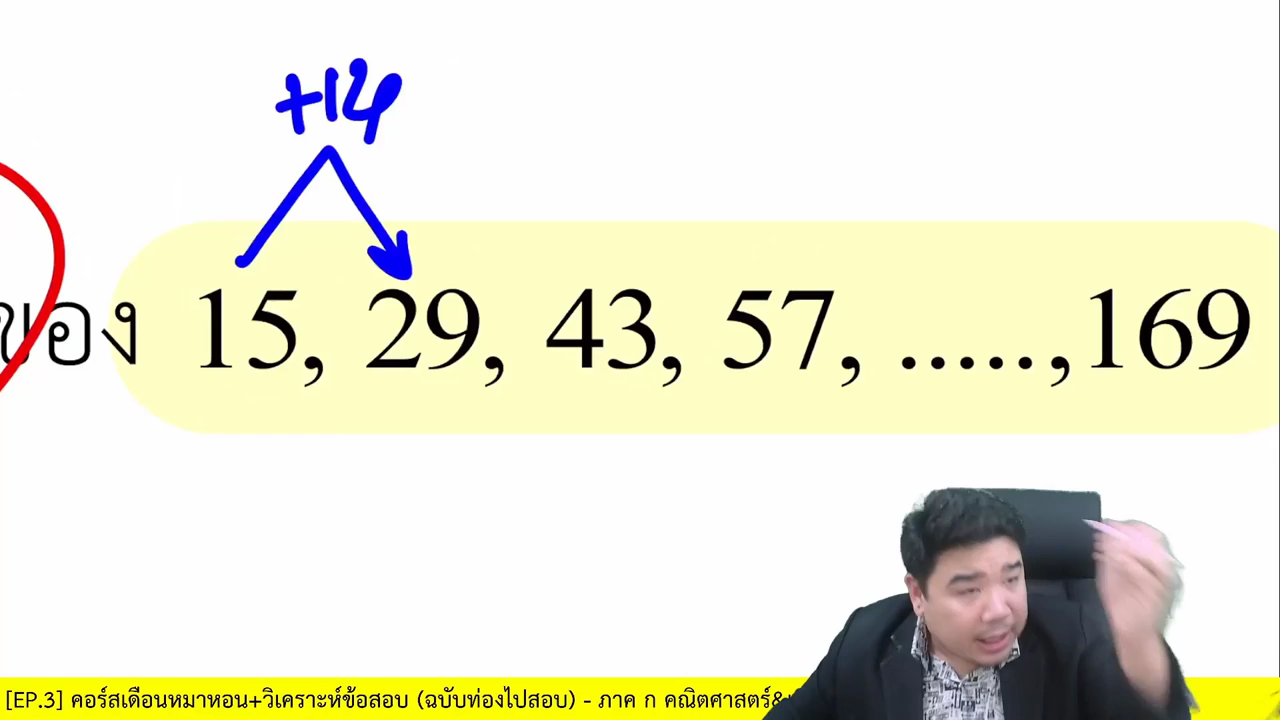 +14
ของ 15, 29, 43, 57, .....,169
[EP.3] คอร์สเดือนหมาหอน+วิเคราะห์ข้อสอบ (ฉบับท่องไปสอบ) - ภาค ก คณิตศาสตร์&